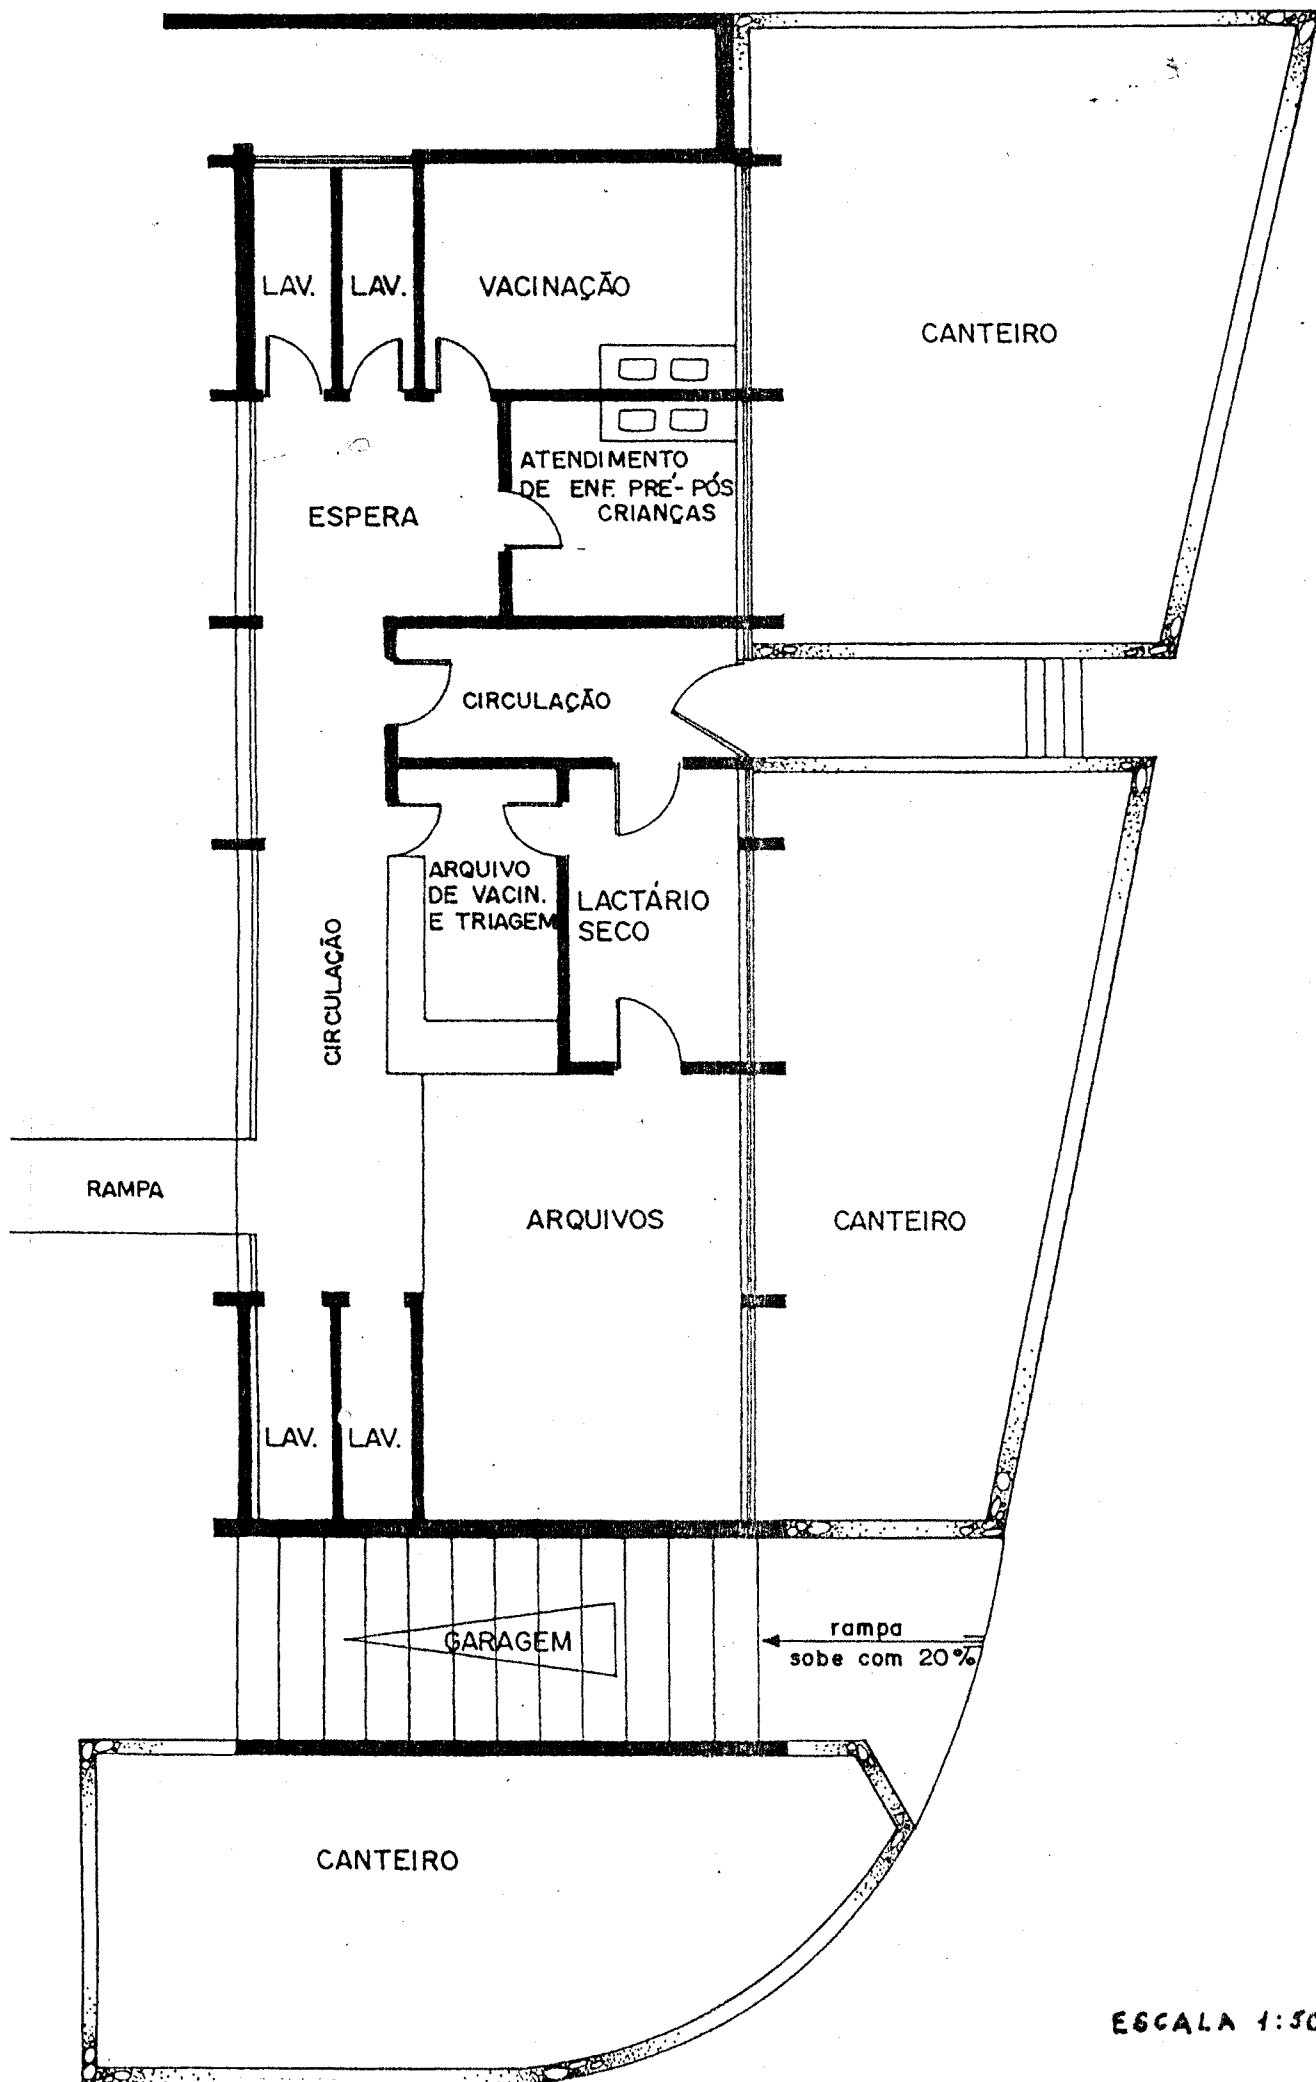 LAV.
LAV.
VACINAÇÃO
CANTEIRO
ATENDIMENTO
DE ENF. PRÉ-PÓS
CRIANÇAS
ESPERA
CIRCULAÇÃO
ARQUIVO
DE VACIN.
E TRIAGEM
LACTÁRIO
SECO
CIRCULAÇÃO
RAMPA
ARQUIVOS
CANTEIRO
LAV.
LAV.
GARAGEM
rampa
sobe com 20%
CANTEIRO
ESCALA 1:50